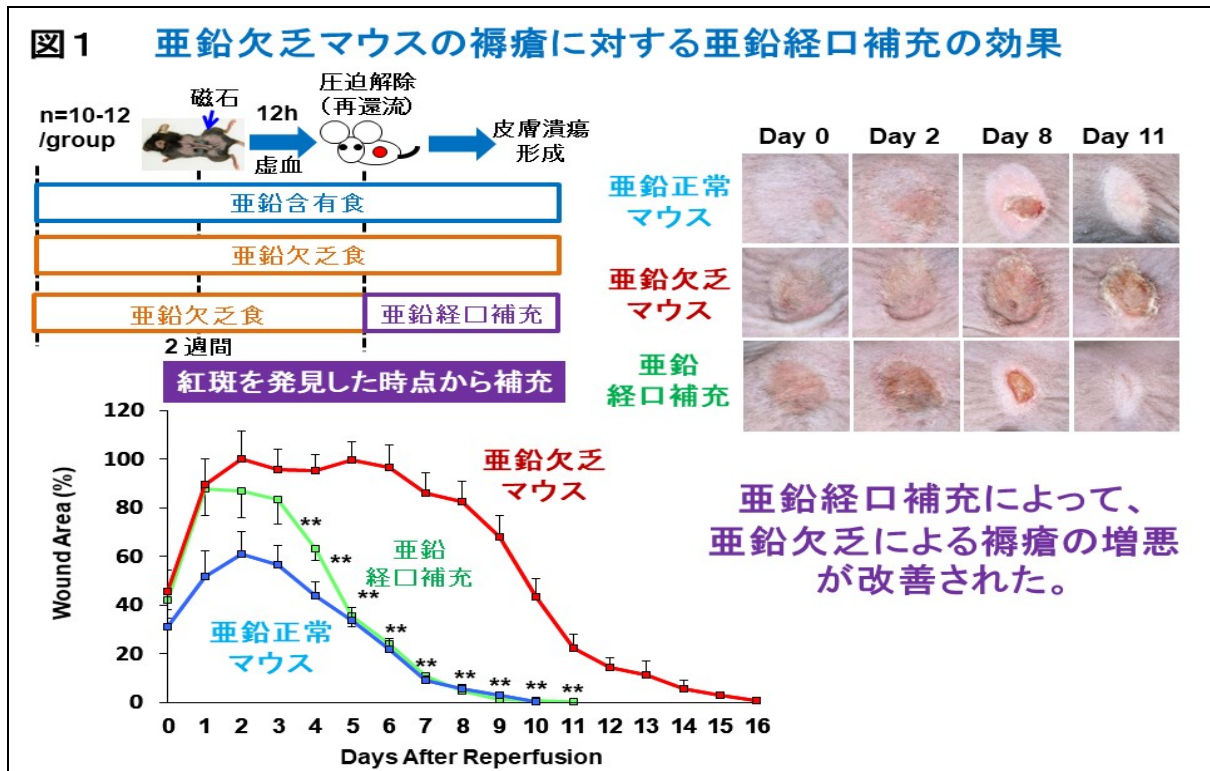 図1 亜鉛欠乏マウスの褥瘡に対する亜鉛経口補充の効果
n=10-12
/group
磁石
12h
虚血
圧迫解除
(再還流)
皮膚潰瘍
形成
亜鉛含有食
亜鉛欠乏食
亜鉛欠乏食
亜鉛経口補充
2週間
紅斑を発見した時点から補充
Day 0 Day 2 Day 8 Day 11
亜鉛正常
マウス
亜鉛欠乏
マウス
亜鉛
経口補充
Wound Area (%)
120
100
80
60
40
20
0
亜鉛欠乏
マウス
亜鉛
経口補充
亜鉛正常
マウス
** ** ** ** ** ** ** **
0 1 2 3 4 5 6 7 8 9 10 11 12 13 14 15 16
Days After Reperfusion
亜鉛経口補充によって、
亜鉛欠乏による褥瘡の増悪
が改善された。